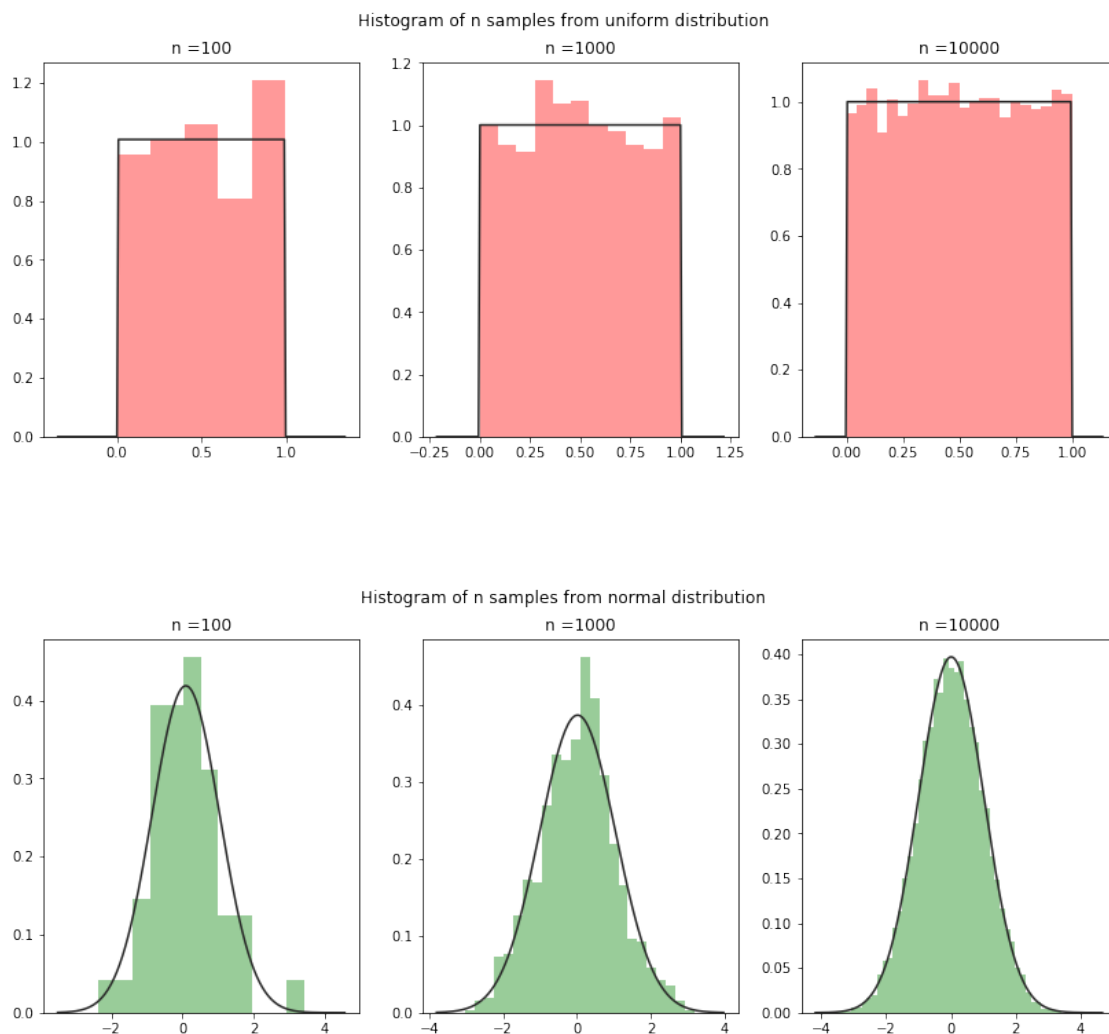 Histogram of n samples from uniform distribution
n =100
n =1000
n =10000
1.2
1.0
0.8
0.6
0.4
0.2
0.0
0.0 0.5 1.0
1.2
1.0
0.8
0.6
0.4
0.2
0.0
−0.25 0.00 0.25 0.50 0.75 1.00 1.25
1.0
0.8
0.6
0.4
0.2
0.0
0.00 0.25 0.50 0.75 1.00
Histogram of n samples from normal distribution
n =100
n =1000
n =10000
0.4
0.3
0.2
0.1
0.0
−2 0 2 4
0.4
0.3
0.2
0.1
0.0
−4 −2 0 2 4
0.40
0.35
0.30
0.25
0.20
0.15
0.10
0.05
0.00
−4 −2 0 2 4